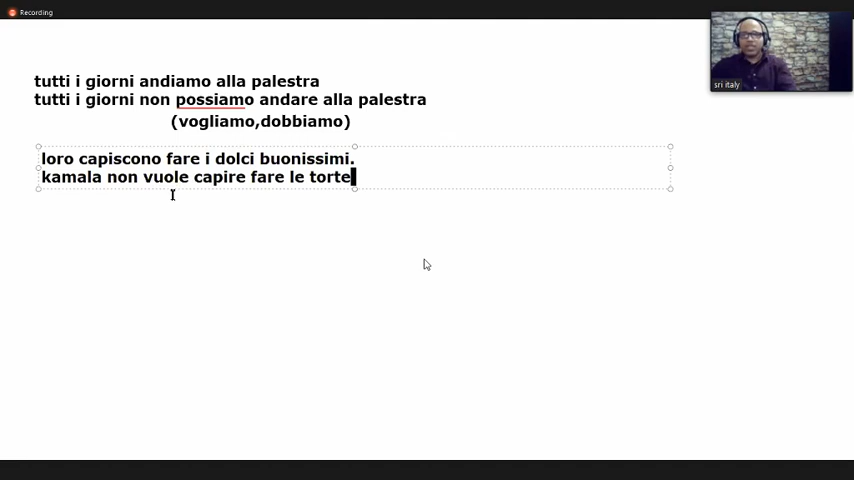 Recording
sri italy
tutti i giorni andiamo alla palestra
tutti i giorni non possiamo andare alla palestra
(vogliamo,dobbiamo)
loro capiscono fare i dolci buonissimi.
kamala non vuole capire fare le torte